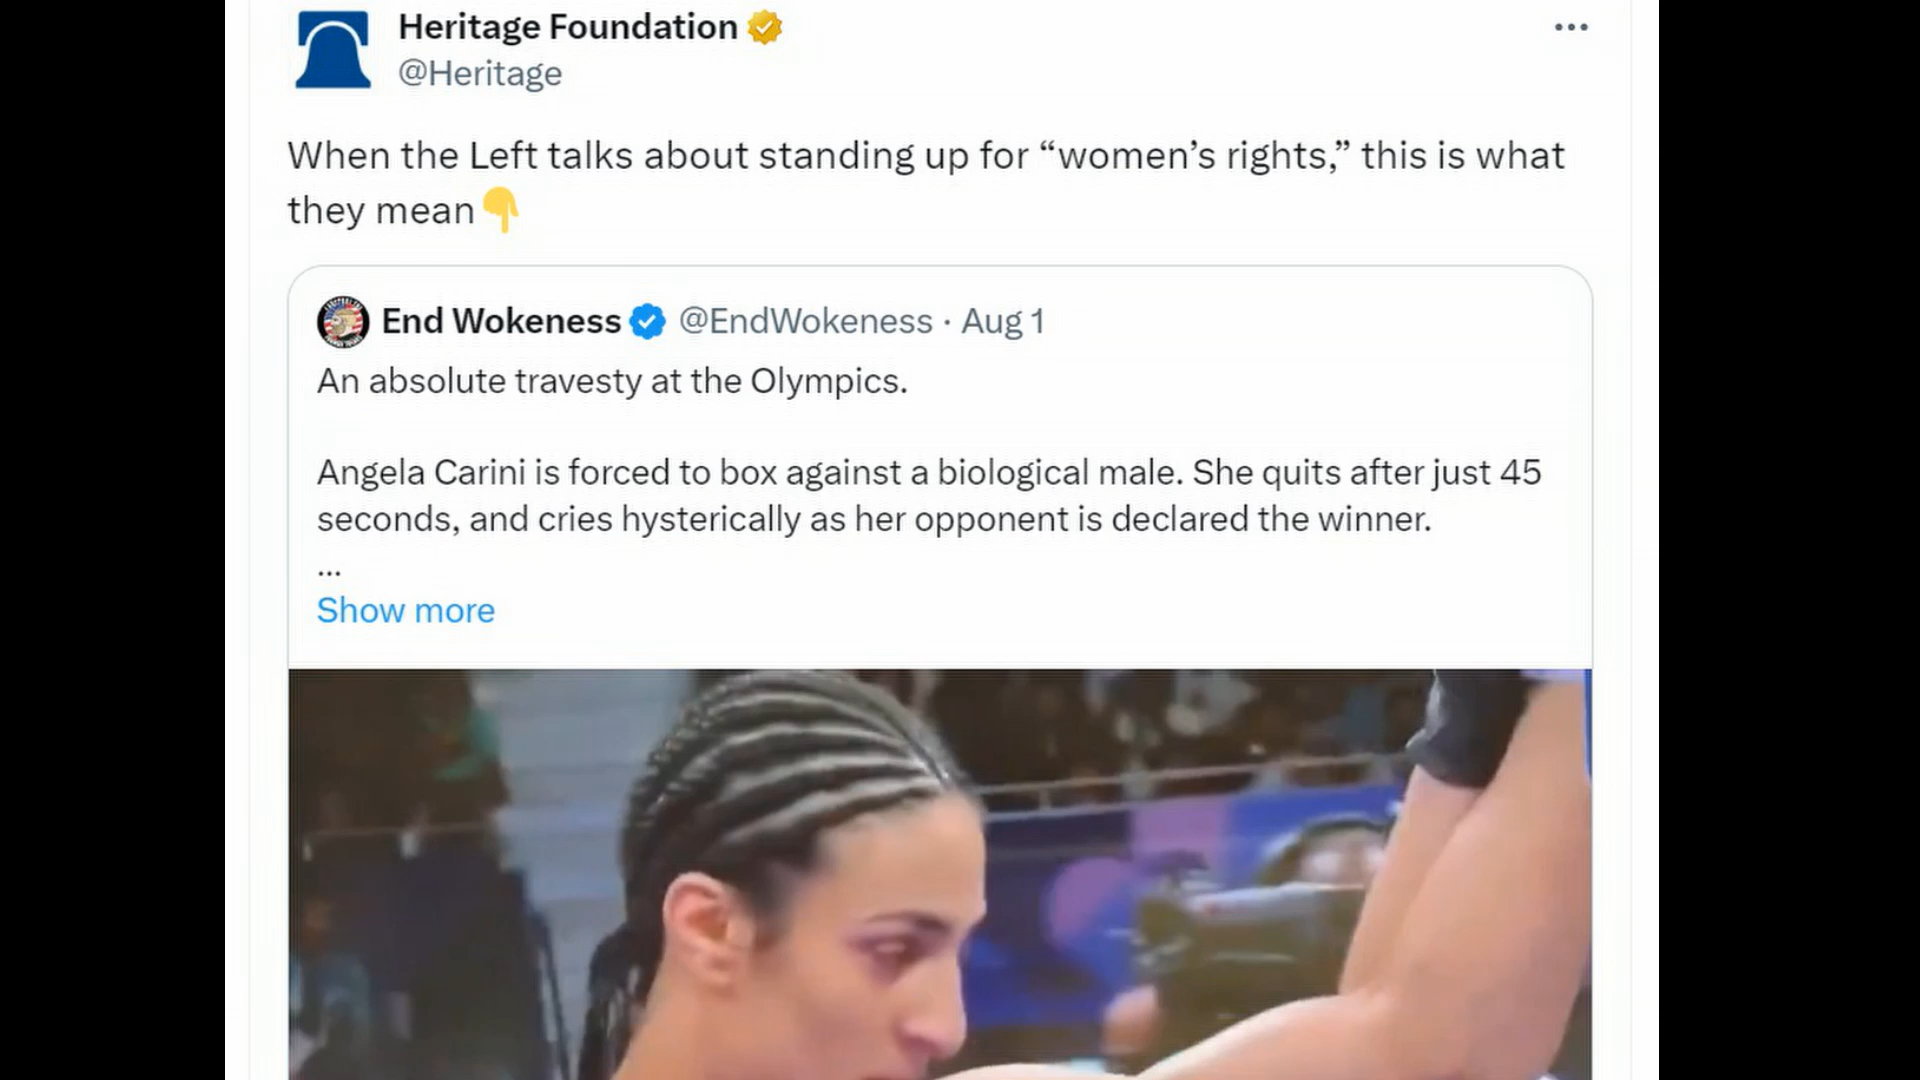 Heritage Foundation
@Heritage
When the Left talks about standing up for “women’s rights,” this is what
they mean👇
End Wokeness @EndWokeness · Aug 1
An absolute travesty at the Olympics.
Angela Carini is forced to box against a biological male. She quits after just 45
seconds, and cries hysterically as her opponent is declared the winner.
...
Show more